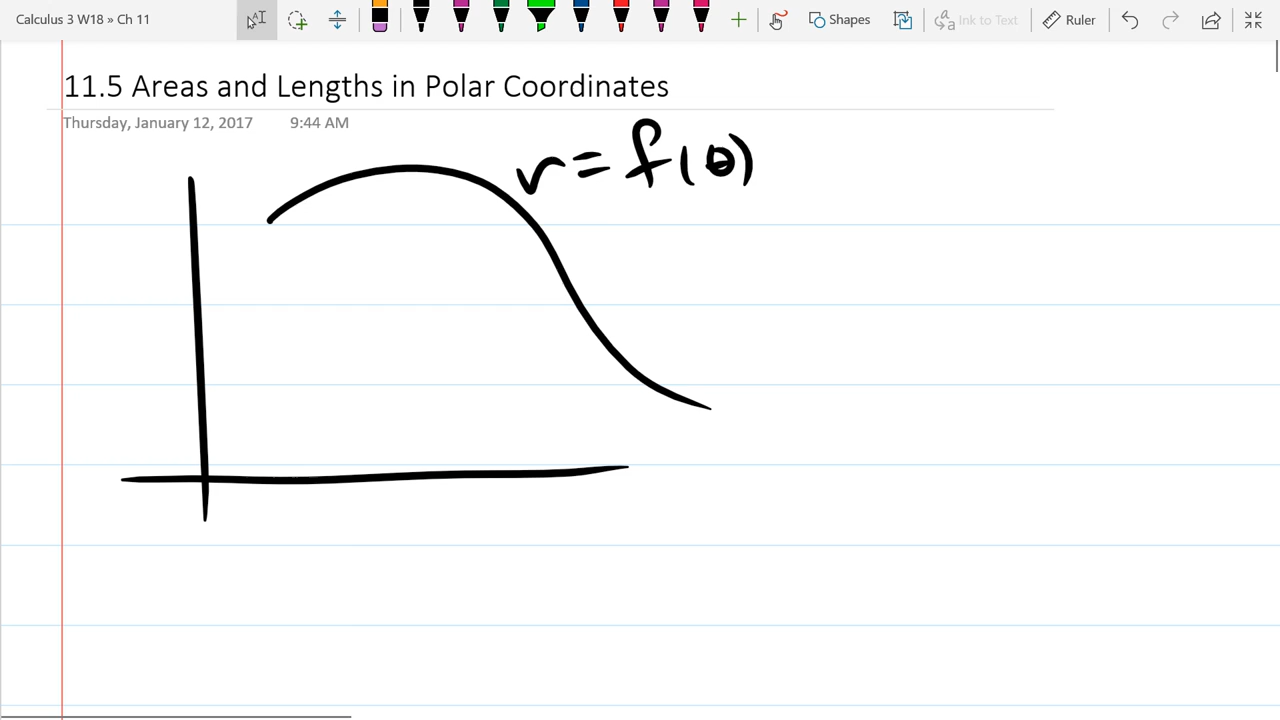 Calculus 3 W18 » Ch 11
Shapes
Link to Text
Ruler
11.5 Areas and Lengths in Polar Coordinates
Thursday, January 12, 2017 9:44 AM
r = f(θ)